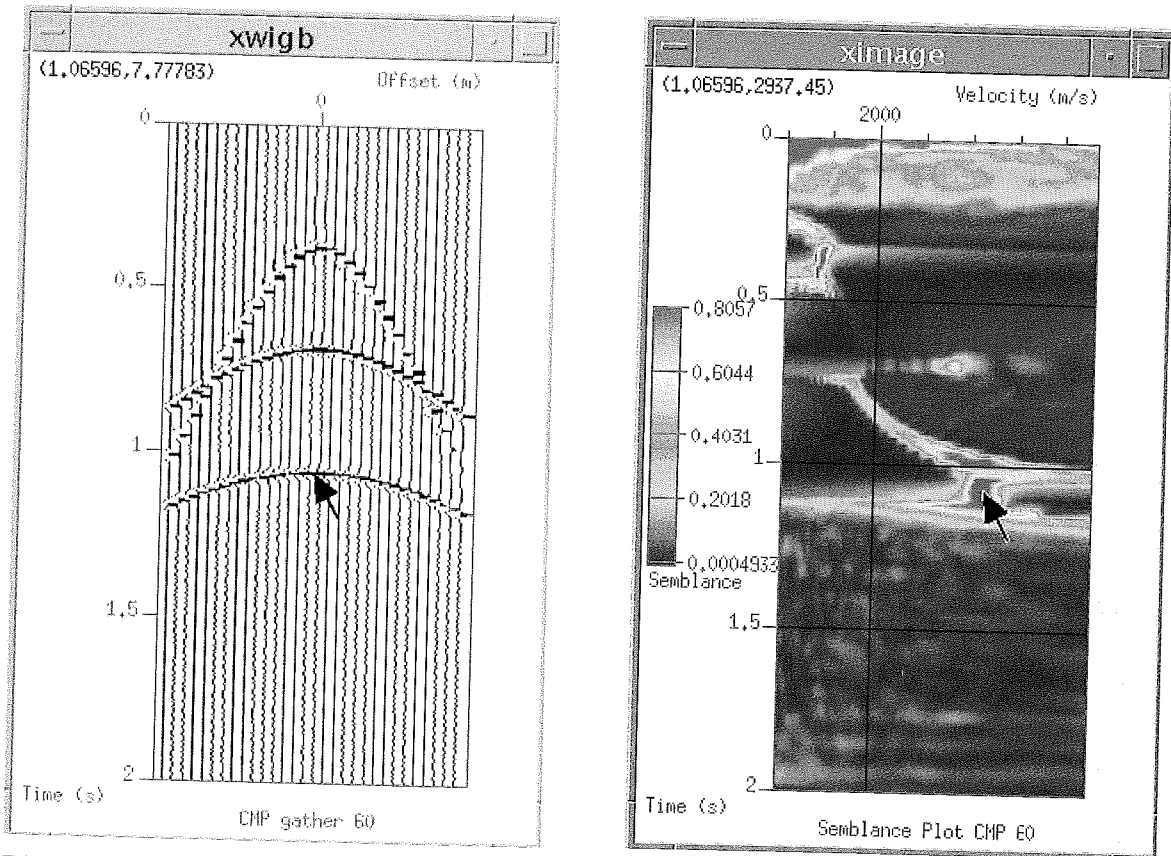 xwigb
(1.06596,7.77783)
Offset (m)
0
0
0.5
1
1.5
2
Time (s)
CMP gather 60
ximage
(1.06596,2937.45)
Velocity (m/s)
2000
0
0.5
1
1.5
2
0.8057
0.6044
0.4031
0.2018
0.0004933
Semblance
Time (s)
Semblance Plot CMP 60